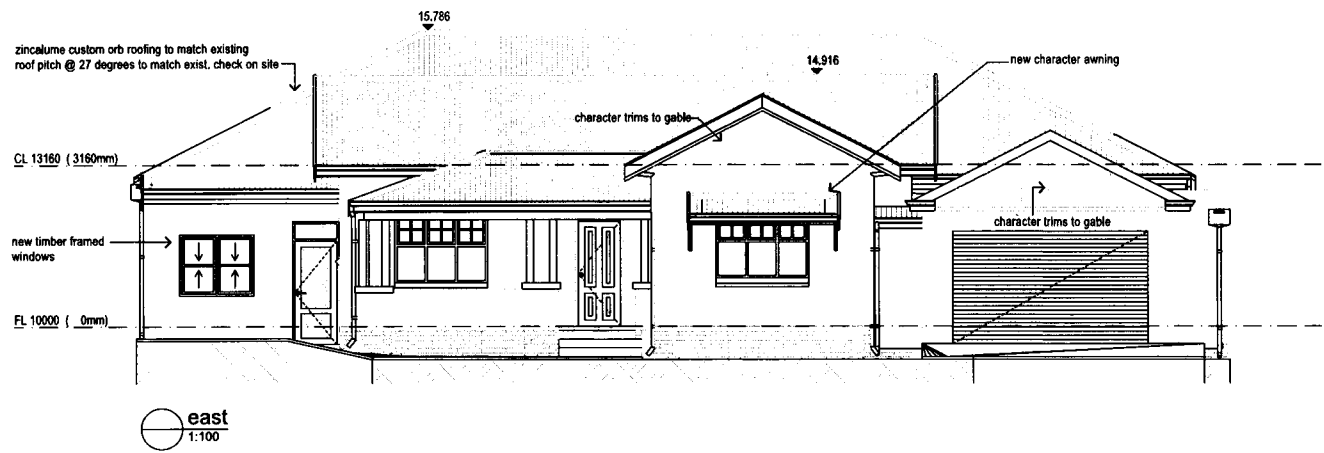 15.786
zincalume custom orb roofing to match existing
roof pitch @ 27 degrees to match exist, check on site
14.916
new character awning
character trims to gable
CL 13160 ( 3160mm)
character trims to gable
new timber framed
windows
FL 10000 ( 0mm)
east
1:100